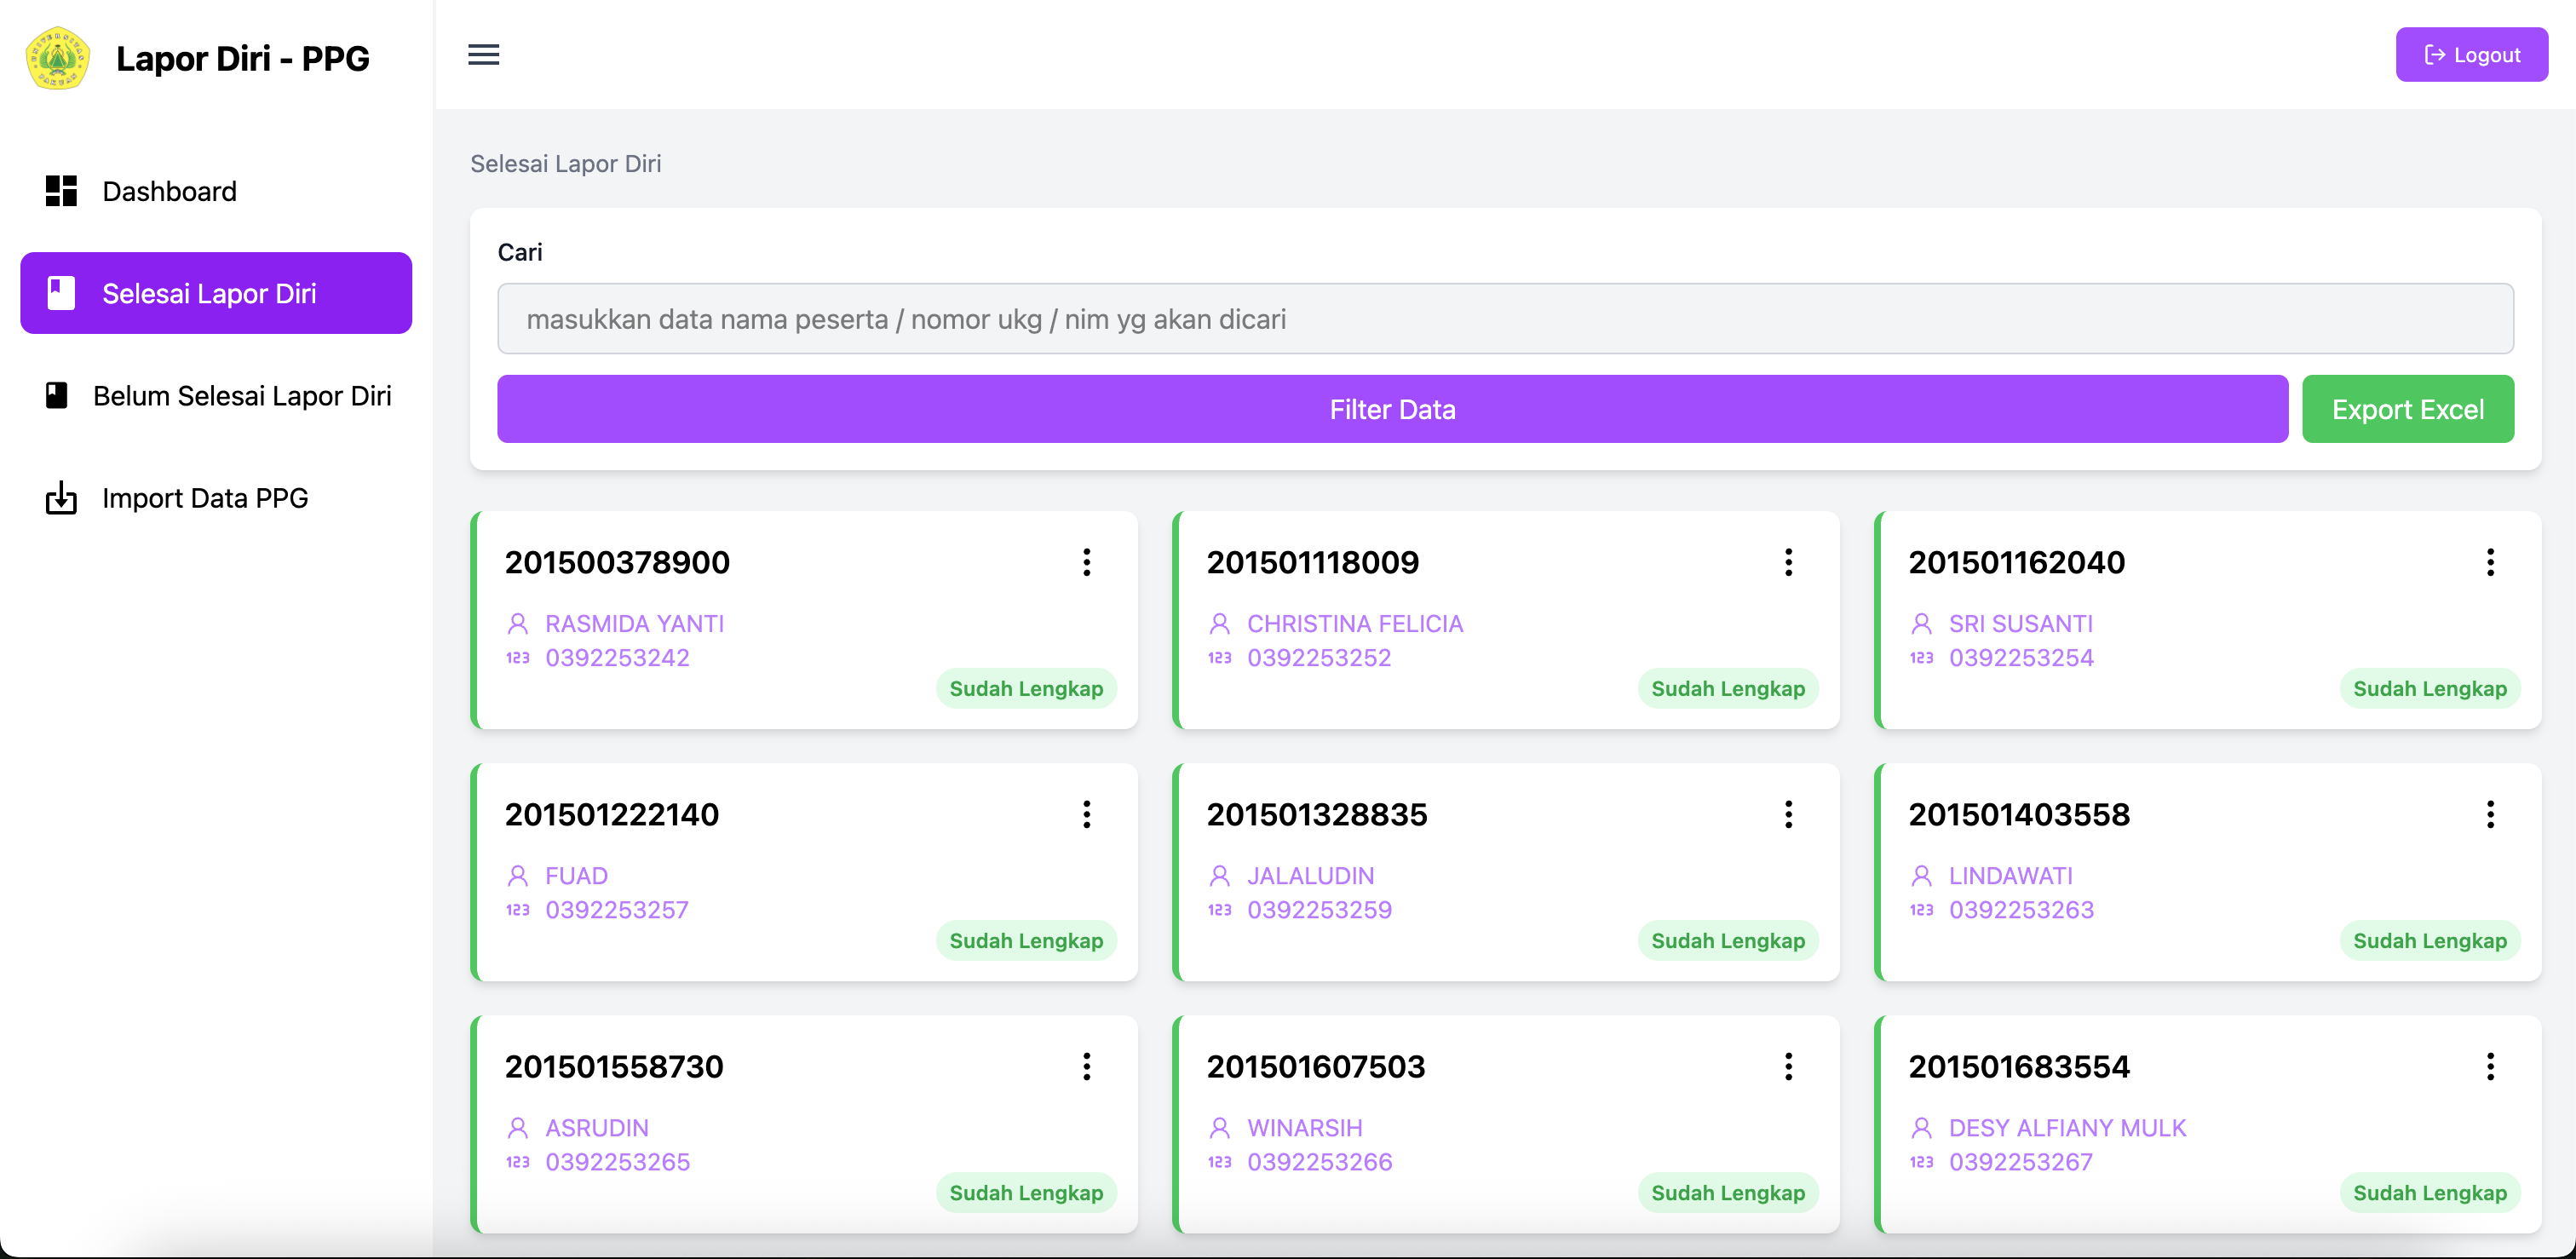 Lapor Diri - PPG
Logout
Dashboard
Selesai Lapor Diri
Belum Selesai Lapor Diri
Import Data PPG
Selesai Lapor Diri
Cari
masukkan data nama peserta / nomor ukg / nim yg akan dicari
Filter Data
Export Excel
201500378900
RASMIDA YANTI
123 0392253242
Sudah Lengkap
201501118009
CHRISTINA FELICIA
123 0392253252
Sudah Lengkap
201501162040
SRI SUSANTI
123 0392253254
Sudah Lengkap
201501222140
FUAD
123 0392253257
Sudah Lengkap
201501328835
JALALUDIN
123 0392253259
Sudah Lengkap
201501403558
LINDAWATI
123 0392253263
Sudah Lengkap
201501558730
ASRUDIN
123 0392253265
Sudah Lengkap
201501607503
WINARSIH
123 0392253266
Sudah Lengkap
201501683554
DESY ALFIANY MULK
123 0392253267
Sudah Lengkap